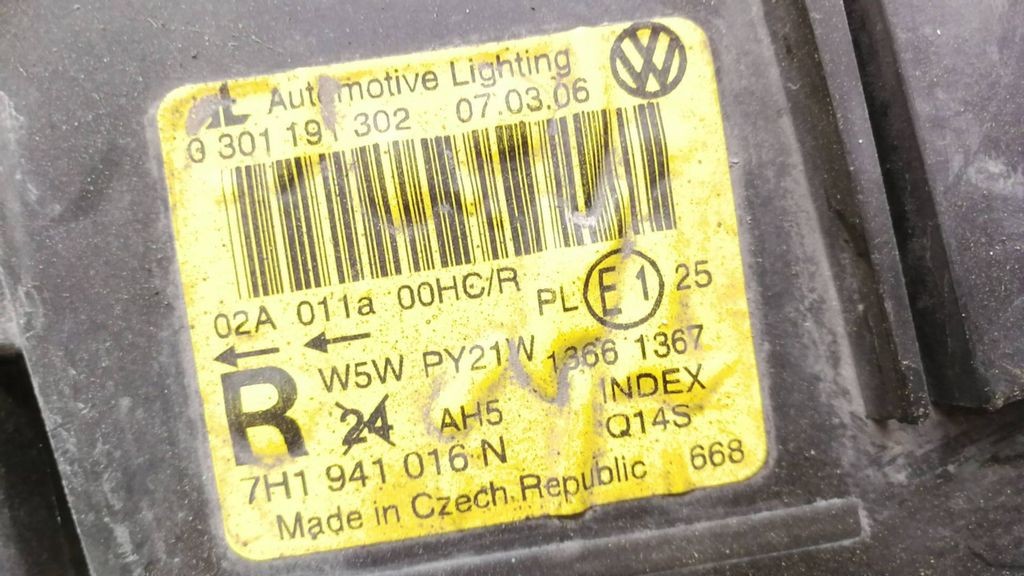 AL Automotive Lighting
0 301 191 302 07.03.06
02A 011a 00HC/R PL E1 25
W5W PY21W 1366 1367
R 24 AH5 INDEX
Q14S
7H1 941 016 N
Made in Czech Republic 668